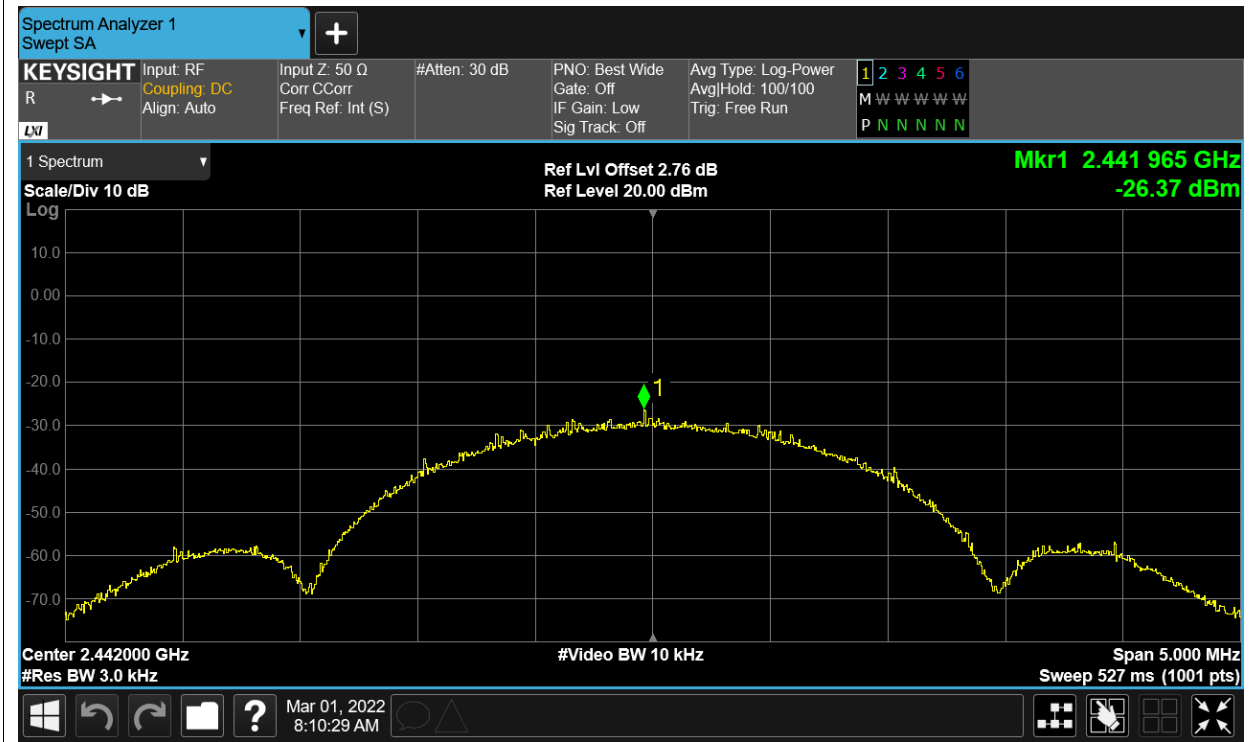 Spectrum Analyzer 1
Swept SA
+
KEYSIGHT
R
LXI
Input: RF
Coupling: DC
Align: Auto
Input Z: 50 Ω
Corr CCorr
Freq Ref: Int (S)
#Atten: 30 dB
PNO: Best Wide
Gate: Off
IF Gain: Low
Sig Track: Off
Avg Type: Log-Power
Avg|Hold: 100/100
Trig: Free Run
1 2 3 4 5 6
M W W W W W
P N N N N N
1 Spectrum
Scale/Div 10 dB
Log
Ref Lvl Offset 2.76 dB
Ref Level 20.00 dBm
Mkr1 2.441 965 GHz
-26.37 dBm
10.0
0.00
-10.0
-20.0
-30.0
-40.0
-50.0
-60.0
-70.0
1
Center 2.442000 GHz
#Res BW 3.0 kHz
#Video BW 10 kHz
Span 5.000 MHz
Sweep 527 ms (1001 pts)
?
Mar 01, 2022
8:10:29 AM